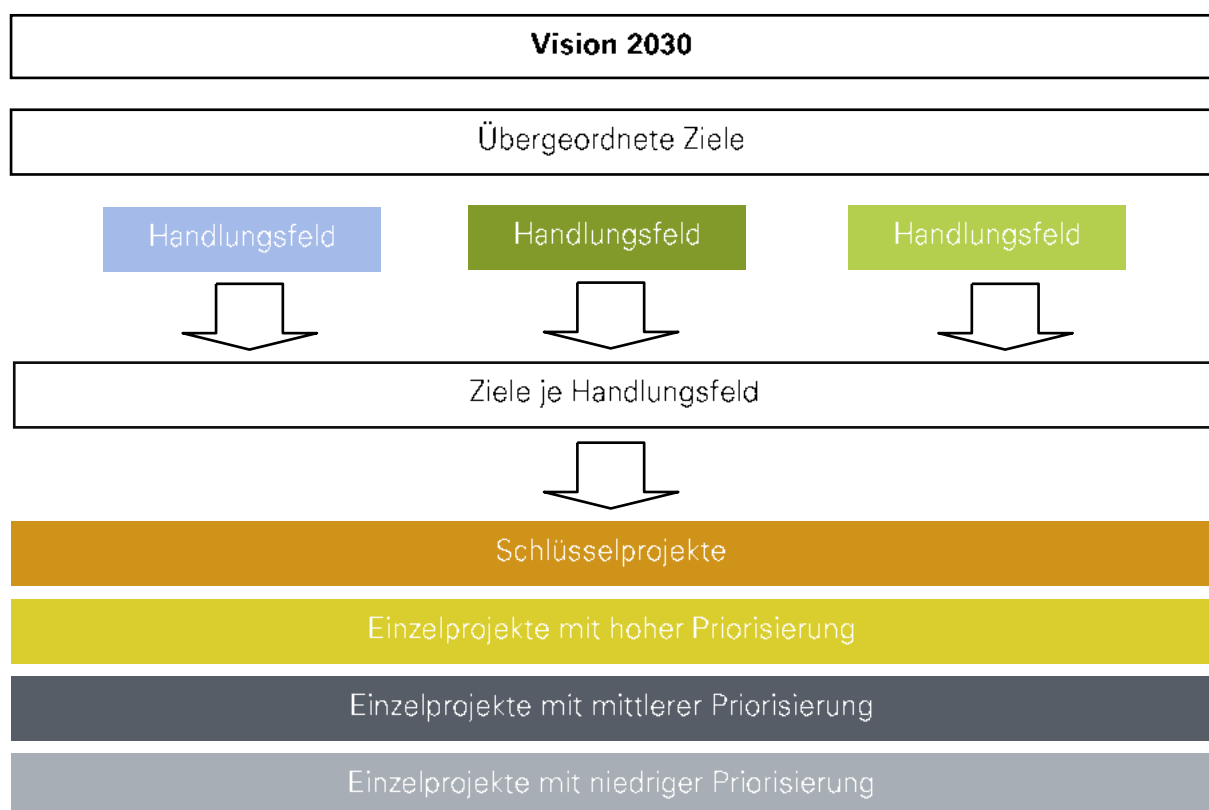 Vision 2030
Übergeordnete Ziele
Handlungsfeld
Handlungsfeld
Handlungsfeld
Ziele je Handlungsfeld
Schlüsselprojekte
Einzelprojekte mit hoher Priorisierung
Einzelprojekte mit mittlerer Priorisierung
Einzelprojekte mit niedriger Priorisierung